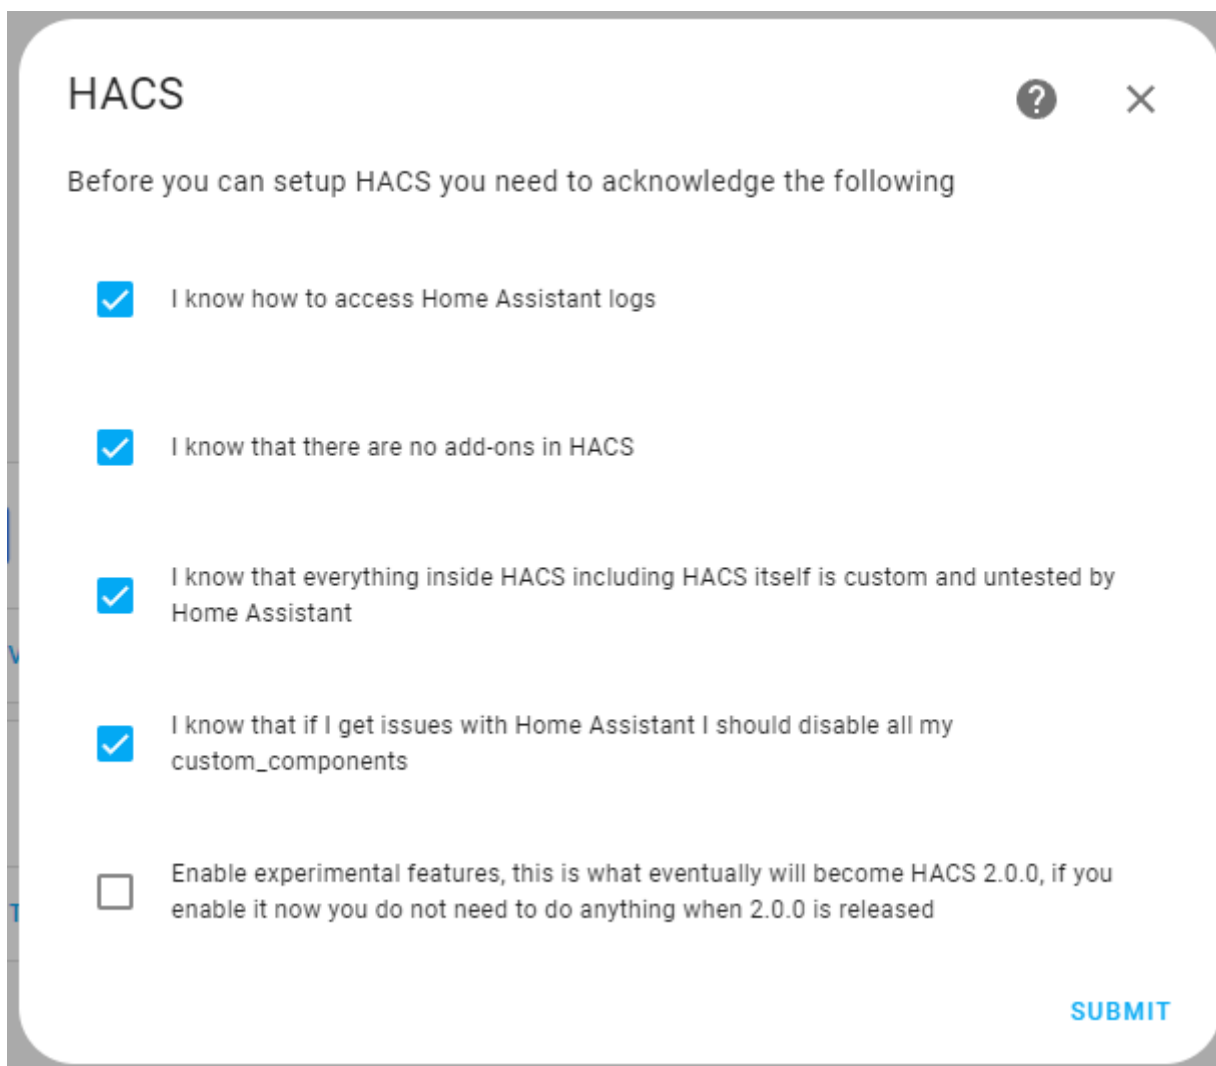 HACS
Before you can setup HACS you need to acknowledge the following
I know how to access Home Assistant logs
I know that there are no add-ons in HACS
I know that everything inside HACS including HACS itself is custom and untested by
Home Assistant
I know that if I get issues with Home Assistant I should disable all my
custom_components
Enable experimental features, this is what eventually will become HACS 2.0.0, if you
enable it now you do not need to do anything when 2.0.0 is released
SUBMIT